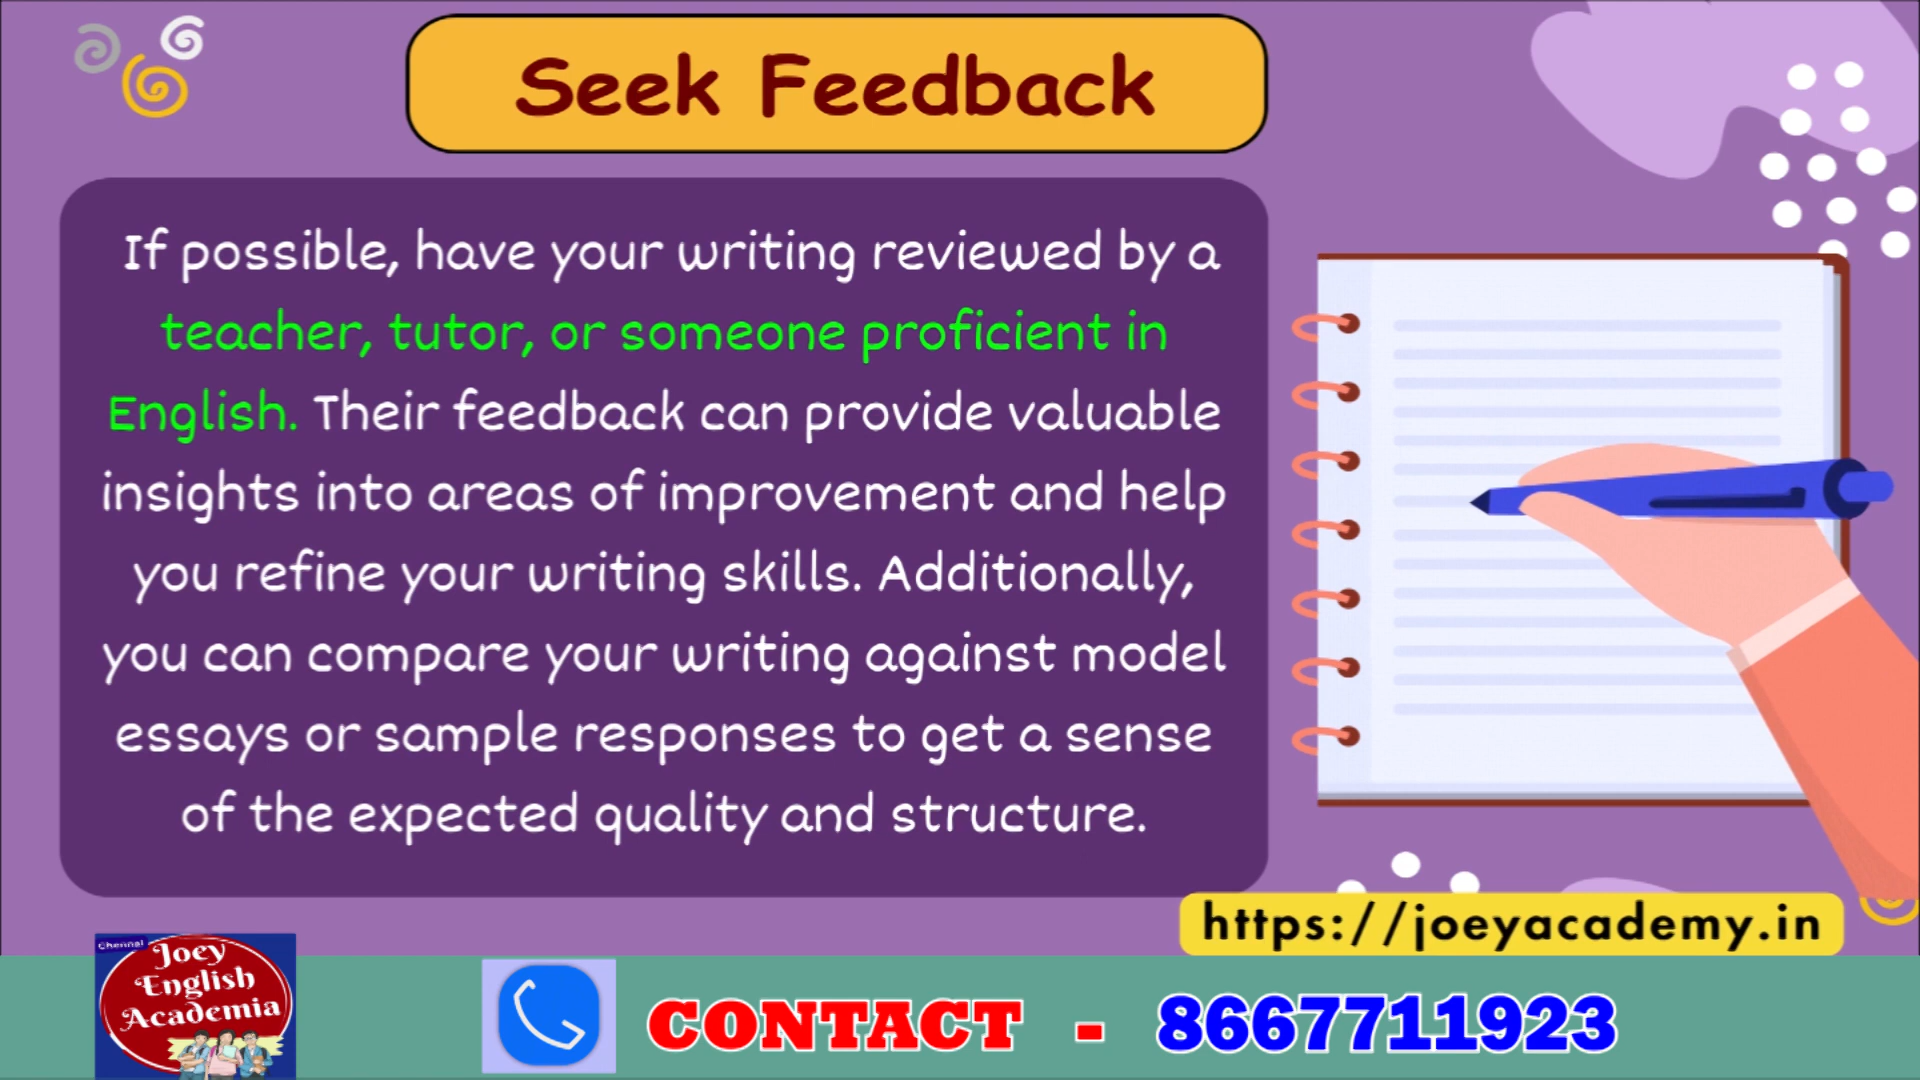 Seek Feedback
If possible, have your writing reviewed by a
teacher, tutor, or someone proficient in
English. Their feedback can provide valuable
insights into areas of improvement and help
you refine your writing skills. Additionally,
you can compare your writing against model
essays or sample responses to get a sense
of the expected quality and structure.
https://joeyacademy.in
Chennai
Joey
English
Academia
CONTACT - 8667711923